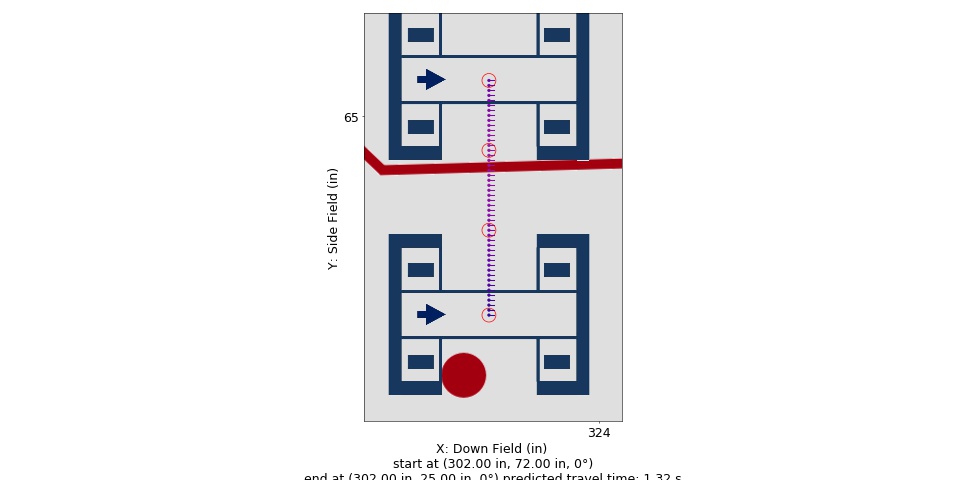 65
Y: Side Field (in)
324
X: Down Field (in)
start at (302.00 in, 72.00 in, 0°)
end at (302.00 in, 25.00 in, 0°) predicted travel time: 1.32 s